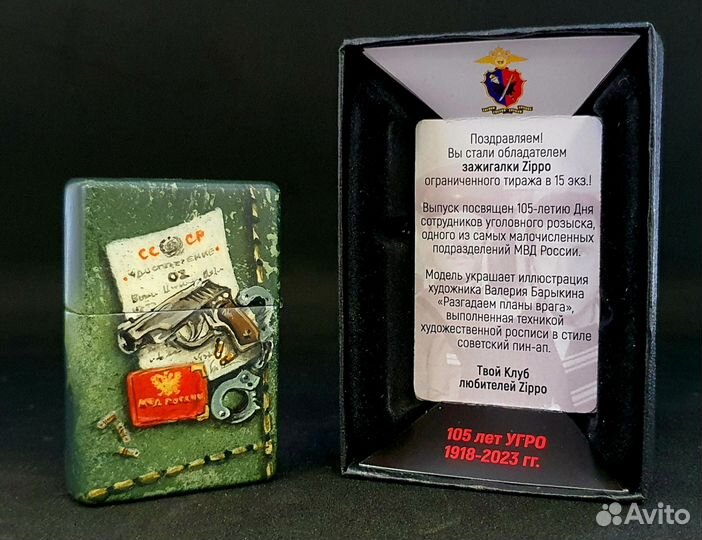 Поздравляем!
Вы стали обладателем
зажигалки Zippo
ограниченного тиража в 15 экз.!
Выпуск посвящен 105-летию Дня
сотрудников уголовного розыска,
одного из самых малочисленных
подразделений МВД России.
Модель украшает иллюстрация
художника Валерия Барыкина
«Разгадаем планы врага»,
выполненная техникой
художественной росписи в стиле
советский пин-ап.
Твой Клуб
любителей Zippo
105 лет УГРО
1918-2023 гг.
СС СР
МВД РОССИИ
Avito